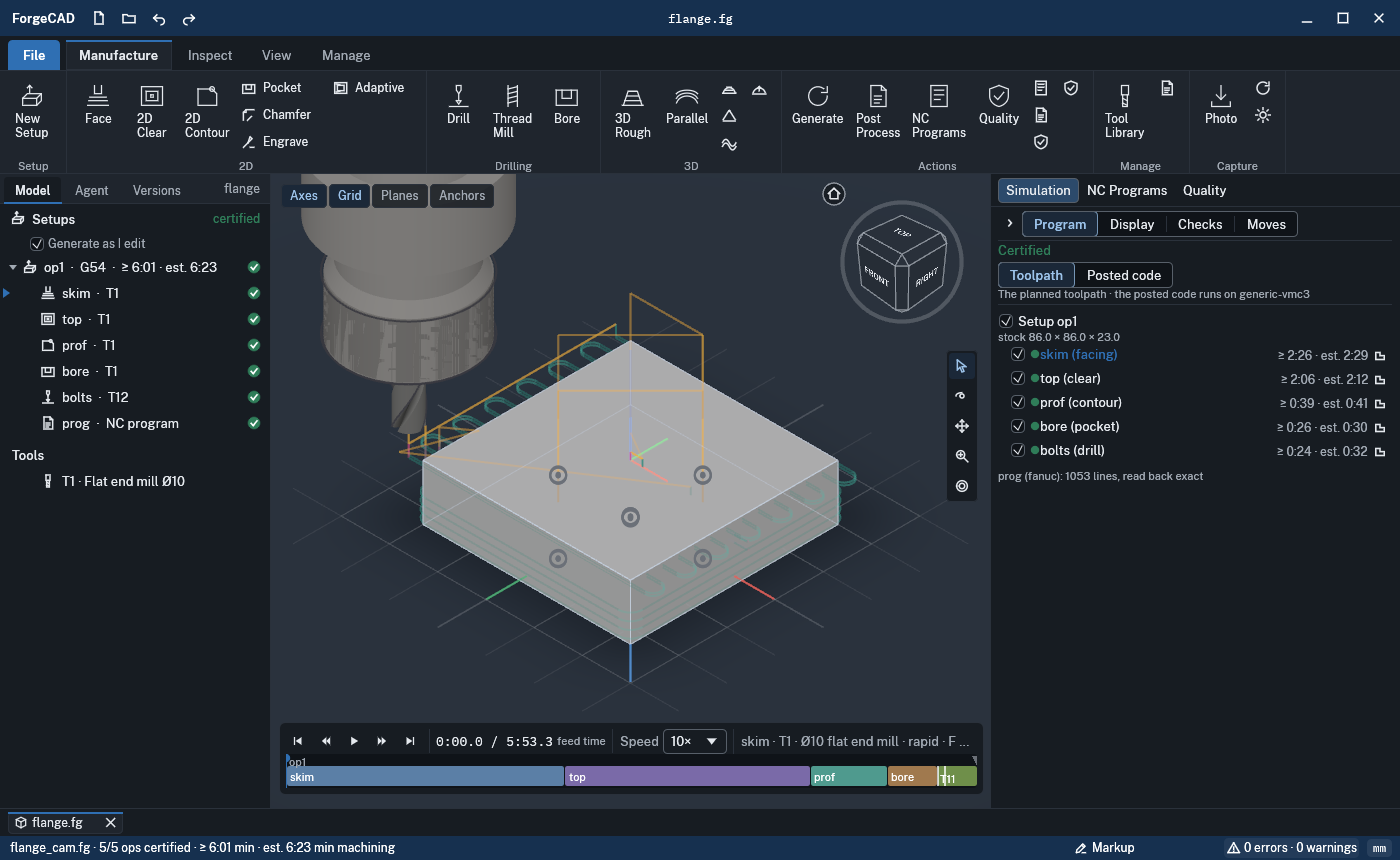 ForgeCAD
flange.fg
File
Manufacture
Inspect
View
Manage
New Setup
Face
2D Clear
2D Contour
Pocket
Chamfer
Engrave
Adaptive
Drill
Thread Mill
Bore
3D Rough
Parallel
Generate
Post Process
NC Programs
Quality
Tool Library
Photo
Setup
2D
Drilling
3D
Actions
Manage
Capture
Model
Agent
Versions
flange
Setups
certified
Generate as I edit
op1 · G54 · ≥ 6:01 · est. 6:23
skim · T1
top · T1
prof · T1
bore · T1
bolts · T12
prog · NC program
Tools
T1 · Flat end mill Ø10
Axes
Grid
Planes
Anchors
TOP
FRONT
RIGHT
0:00.0 / 5:53.3 feed time
Speed
10×
skim · T1 · Ø10 flat end mill · rapid · F ...
op1
skim
top
prof
bore
Simulation
NC Programs
Quality
Program
Display
Checks
Moves
Certified
Toolpath
Posted code
The planned toolpath · the posted code runs on generic-vmc3
Setup op1
stock 86.0 × 86.0 × 23.0
skim (facing) ≥ 2:26 · est. 2:29
top (clear) ≥ 2:06 · est. 2:12
prof (contour) ≥ 0:39 · est. 0:41
bore (pocket) ≥ 0:26 · est. 0:30
bolts (drill) ≥ 0:24 · est. 0:32
prog (fanuc): 1053 lines, read back exact
flange.fg
flange_cam.fg · 5/5 ops certified · ≥ 6:01 min · est. 6:23 min machining
Markup
0 errors · 0 warnings
mm